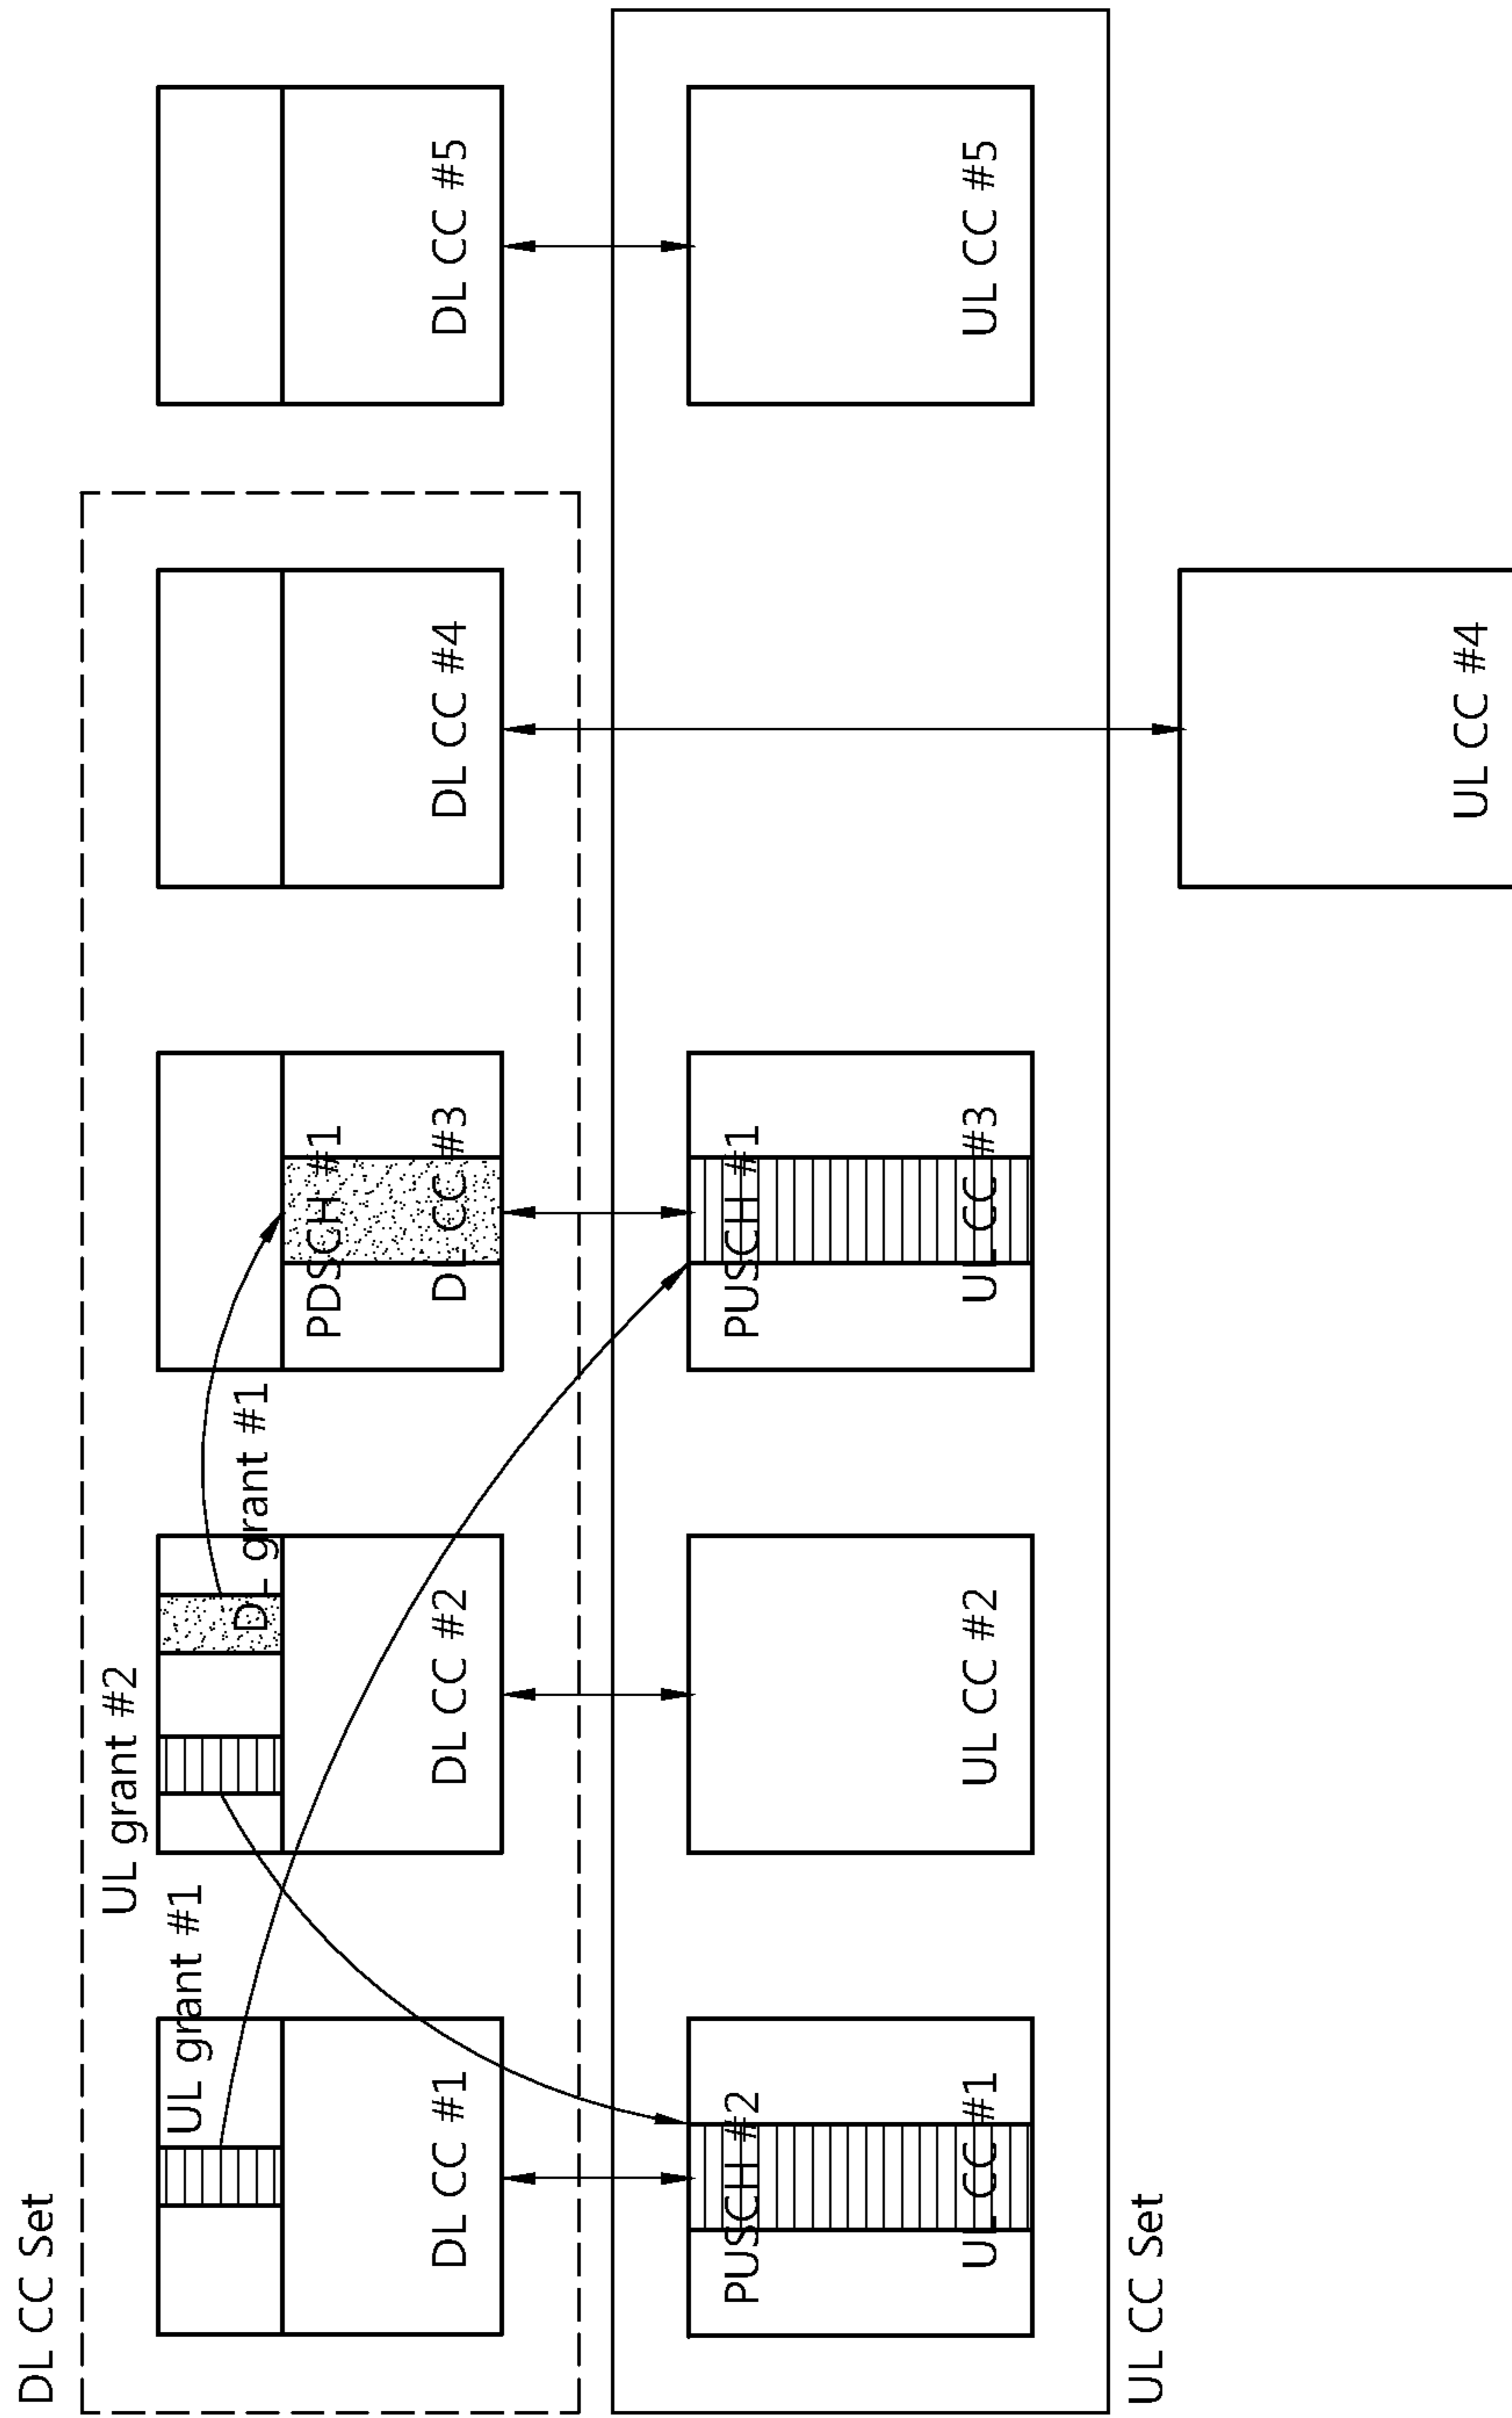 DL CC Set
UL grant #2
UL grant #1
DL grant #1
PDSCH #1
DL CC #1
DL CC #2
DL CC #3
DL CC #4
DL CC #5
PUSCH #2
PUSCH #1
UL CC #1
UL CC #2
UL CC #3
UL CC #5
UL CC Set
UL CC #4